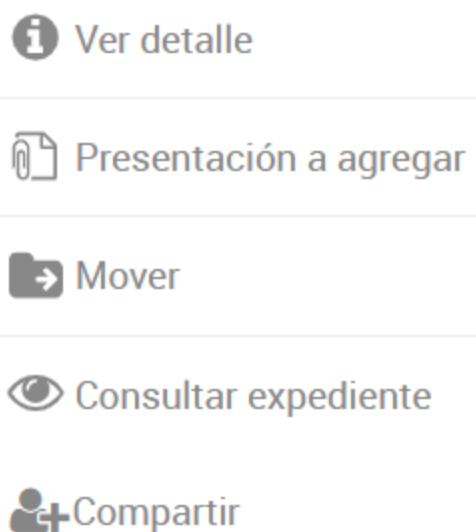 Ver detalle
Presentación a agregar
Mover
Consultar expediente
Compartir